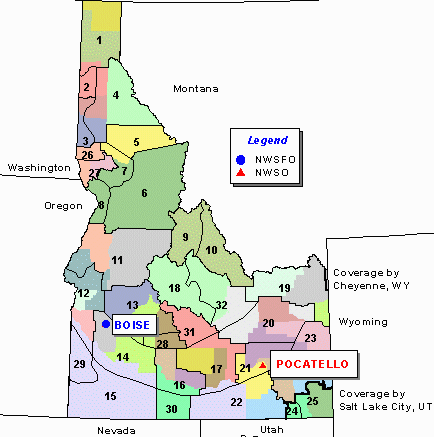 1
Montana
2
4
3
5
26
Legend
NWSFO
NWSO
Washington
27
7
6
Oregon
8
9
10
11
Coverage by
Cheyenne, WY
12
18
19
32
13
Wyoming
BOISE
20
31
23
28
14
POCATELLO
29
17
21
16
15
30
22
24
25
Coverage by
Salt Lake City, UT
Nevada
Utah